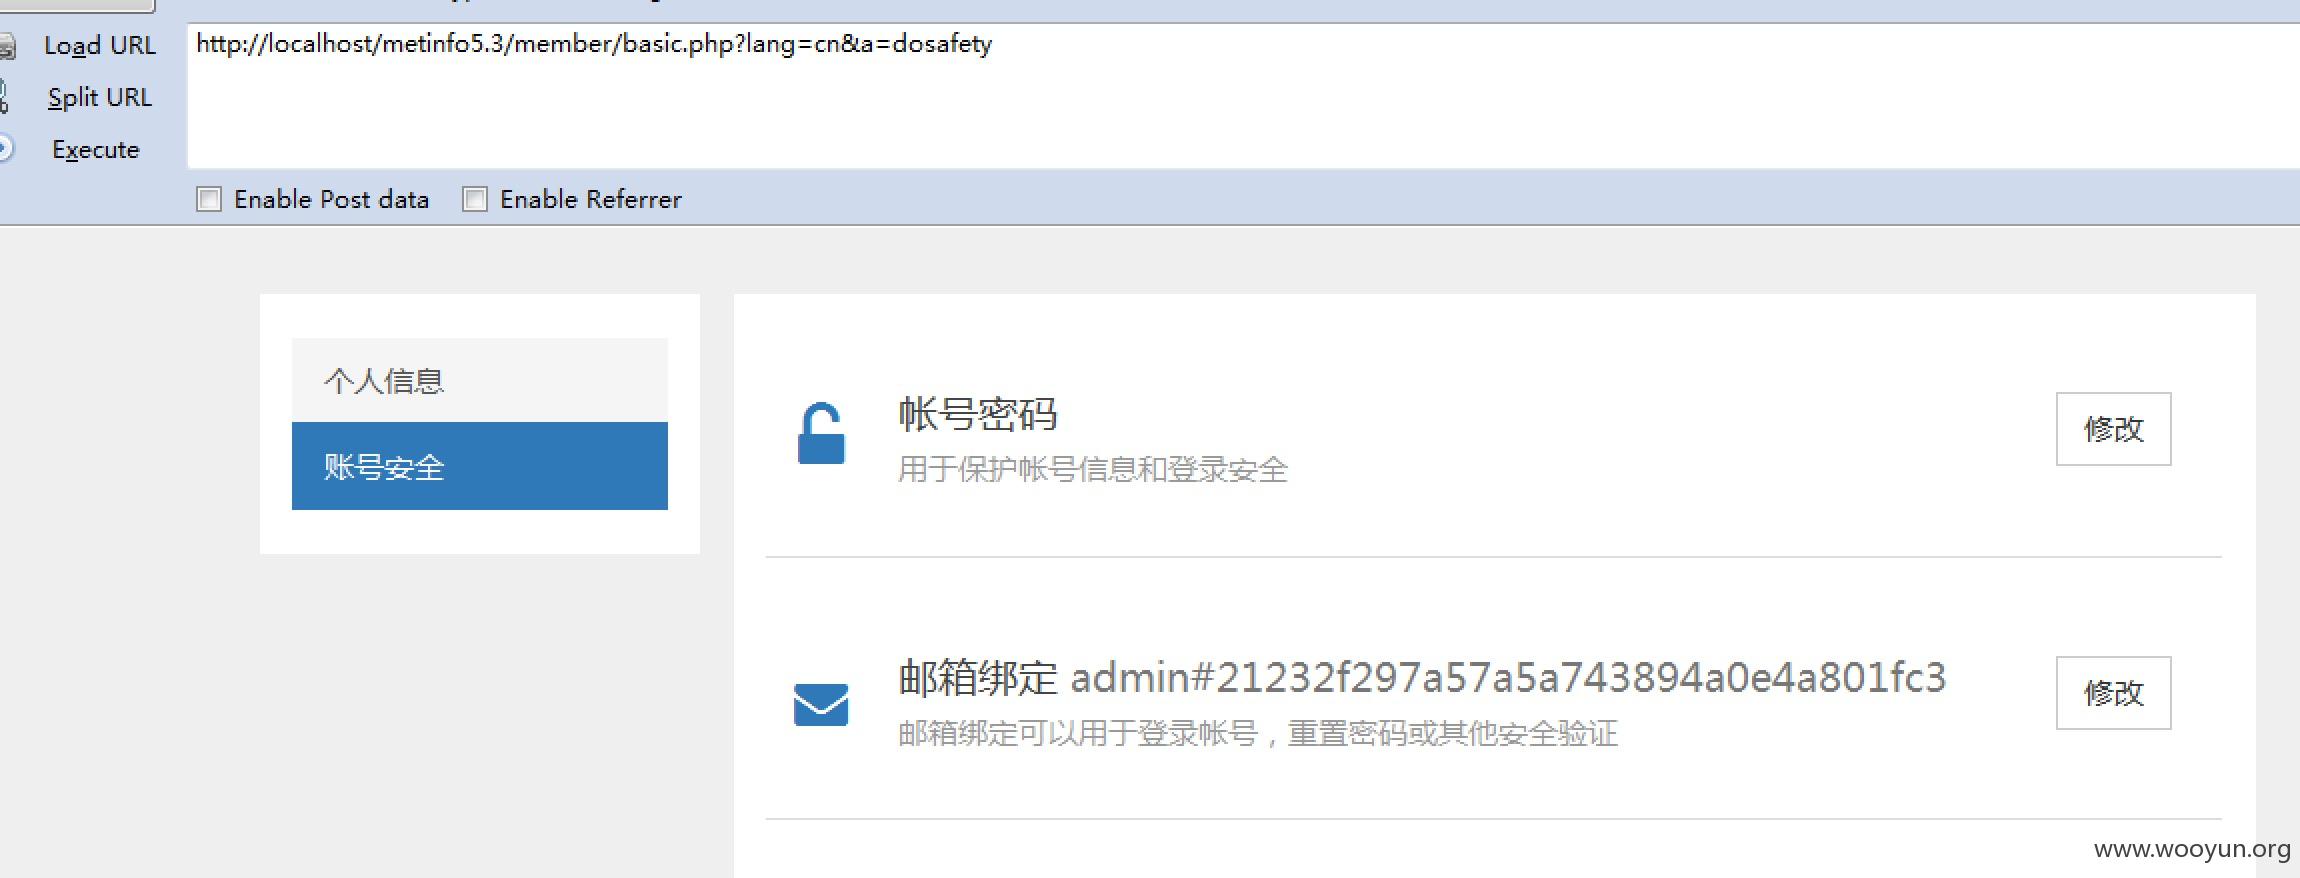 Load URL
http://localhost/metinfo5.3/member/basic.php?lang=cn&a=dosafety
Split URL
Execute
Enable Post data
Enable Referrer
个人信息
账号安全
帐号密码
用于保护帐号信息和登录安全
修改
邮箱绑定 admin#21232f297a57a5a743894a0e4a801fc3
邮箱绑定可以用于登录帐号，重置密码或其他安全验证
修改
www.wooyun.org